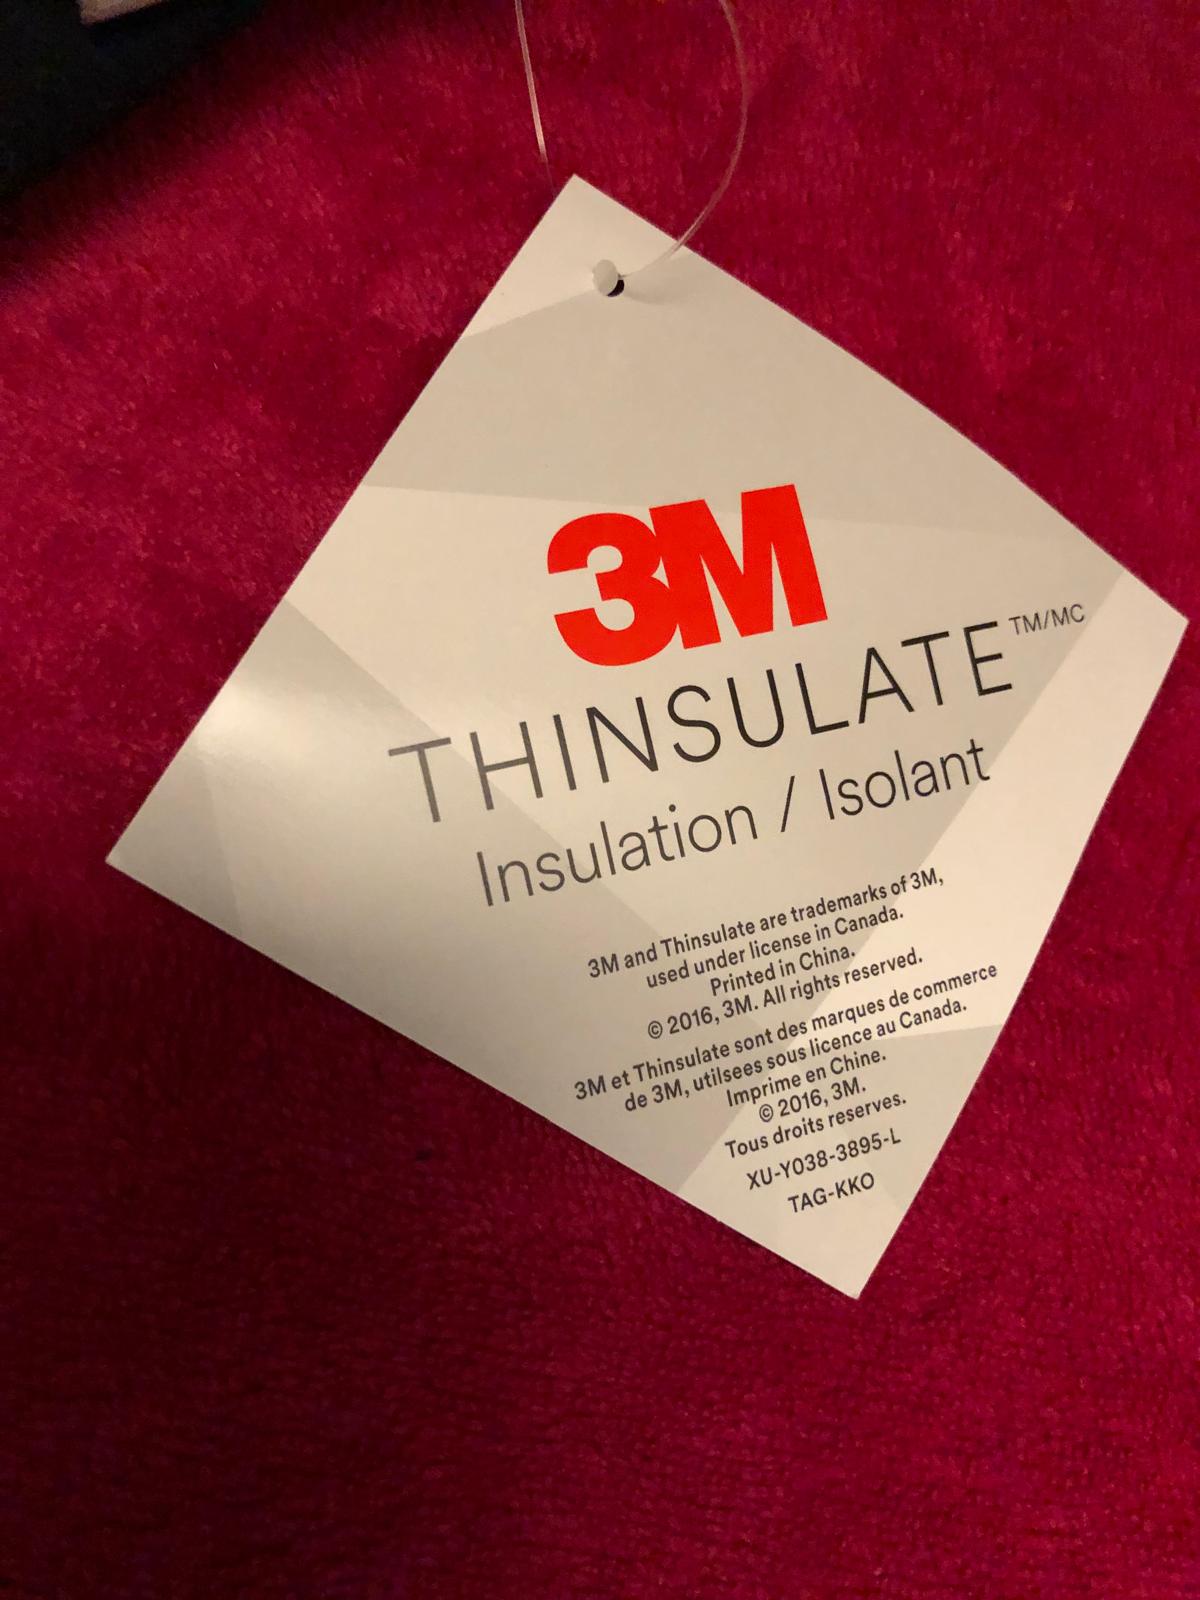 3M
THINSULATE TM/MC
Insulation / Isolant
3M and Thinsulate are trademarks of 3M,
used under license in Canada.
Printed in China.
© 2016, 3M. All rights reserved.
3M et Thinsulate sont des marques de commerce
de 3M, utilsees sous licence au Canada.
Imprime en Chine.
© 2016, 3M.
Tous droits reserves.
XU-Y038-3895-L
TAG-KKO